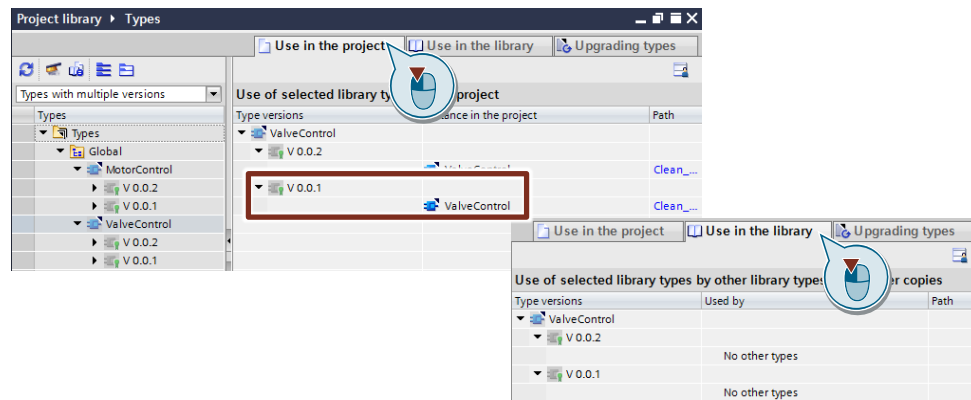 Project library ▸ Types
Use in the project
Use in the library
Upgrading types
Types with multiple versions
Types
Types
Global
MotorControl
V 0.0.2
V 0.0.1
ValveControl
V 0.0.2
V 0.0.1
Use of selected library project
Type versions in the project Path
ValveControl
V 0.0.2
Clean_...
V 0.0.1
ValveControl Clean_...
Use in the project
Use in the library
Upgrading types
Use of selected library types by other library types copies
Type versions Used by Path
ValveControl
V 0.0.2
No other types
V 0.0.1
No other types